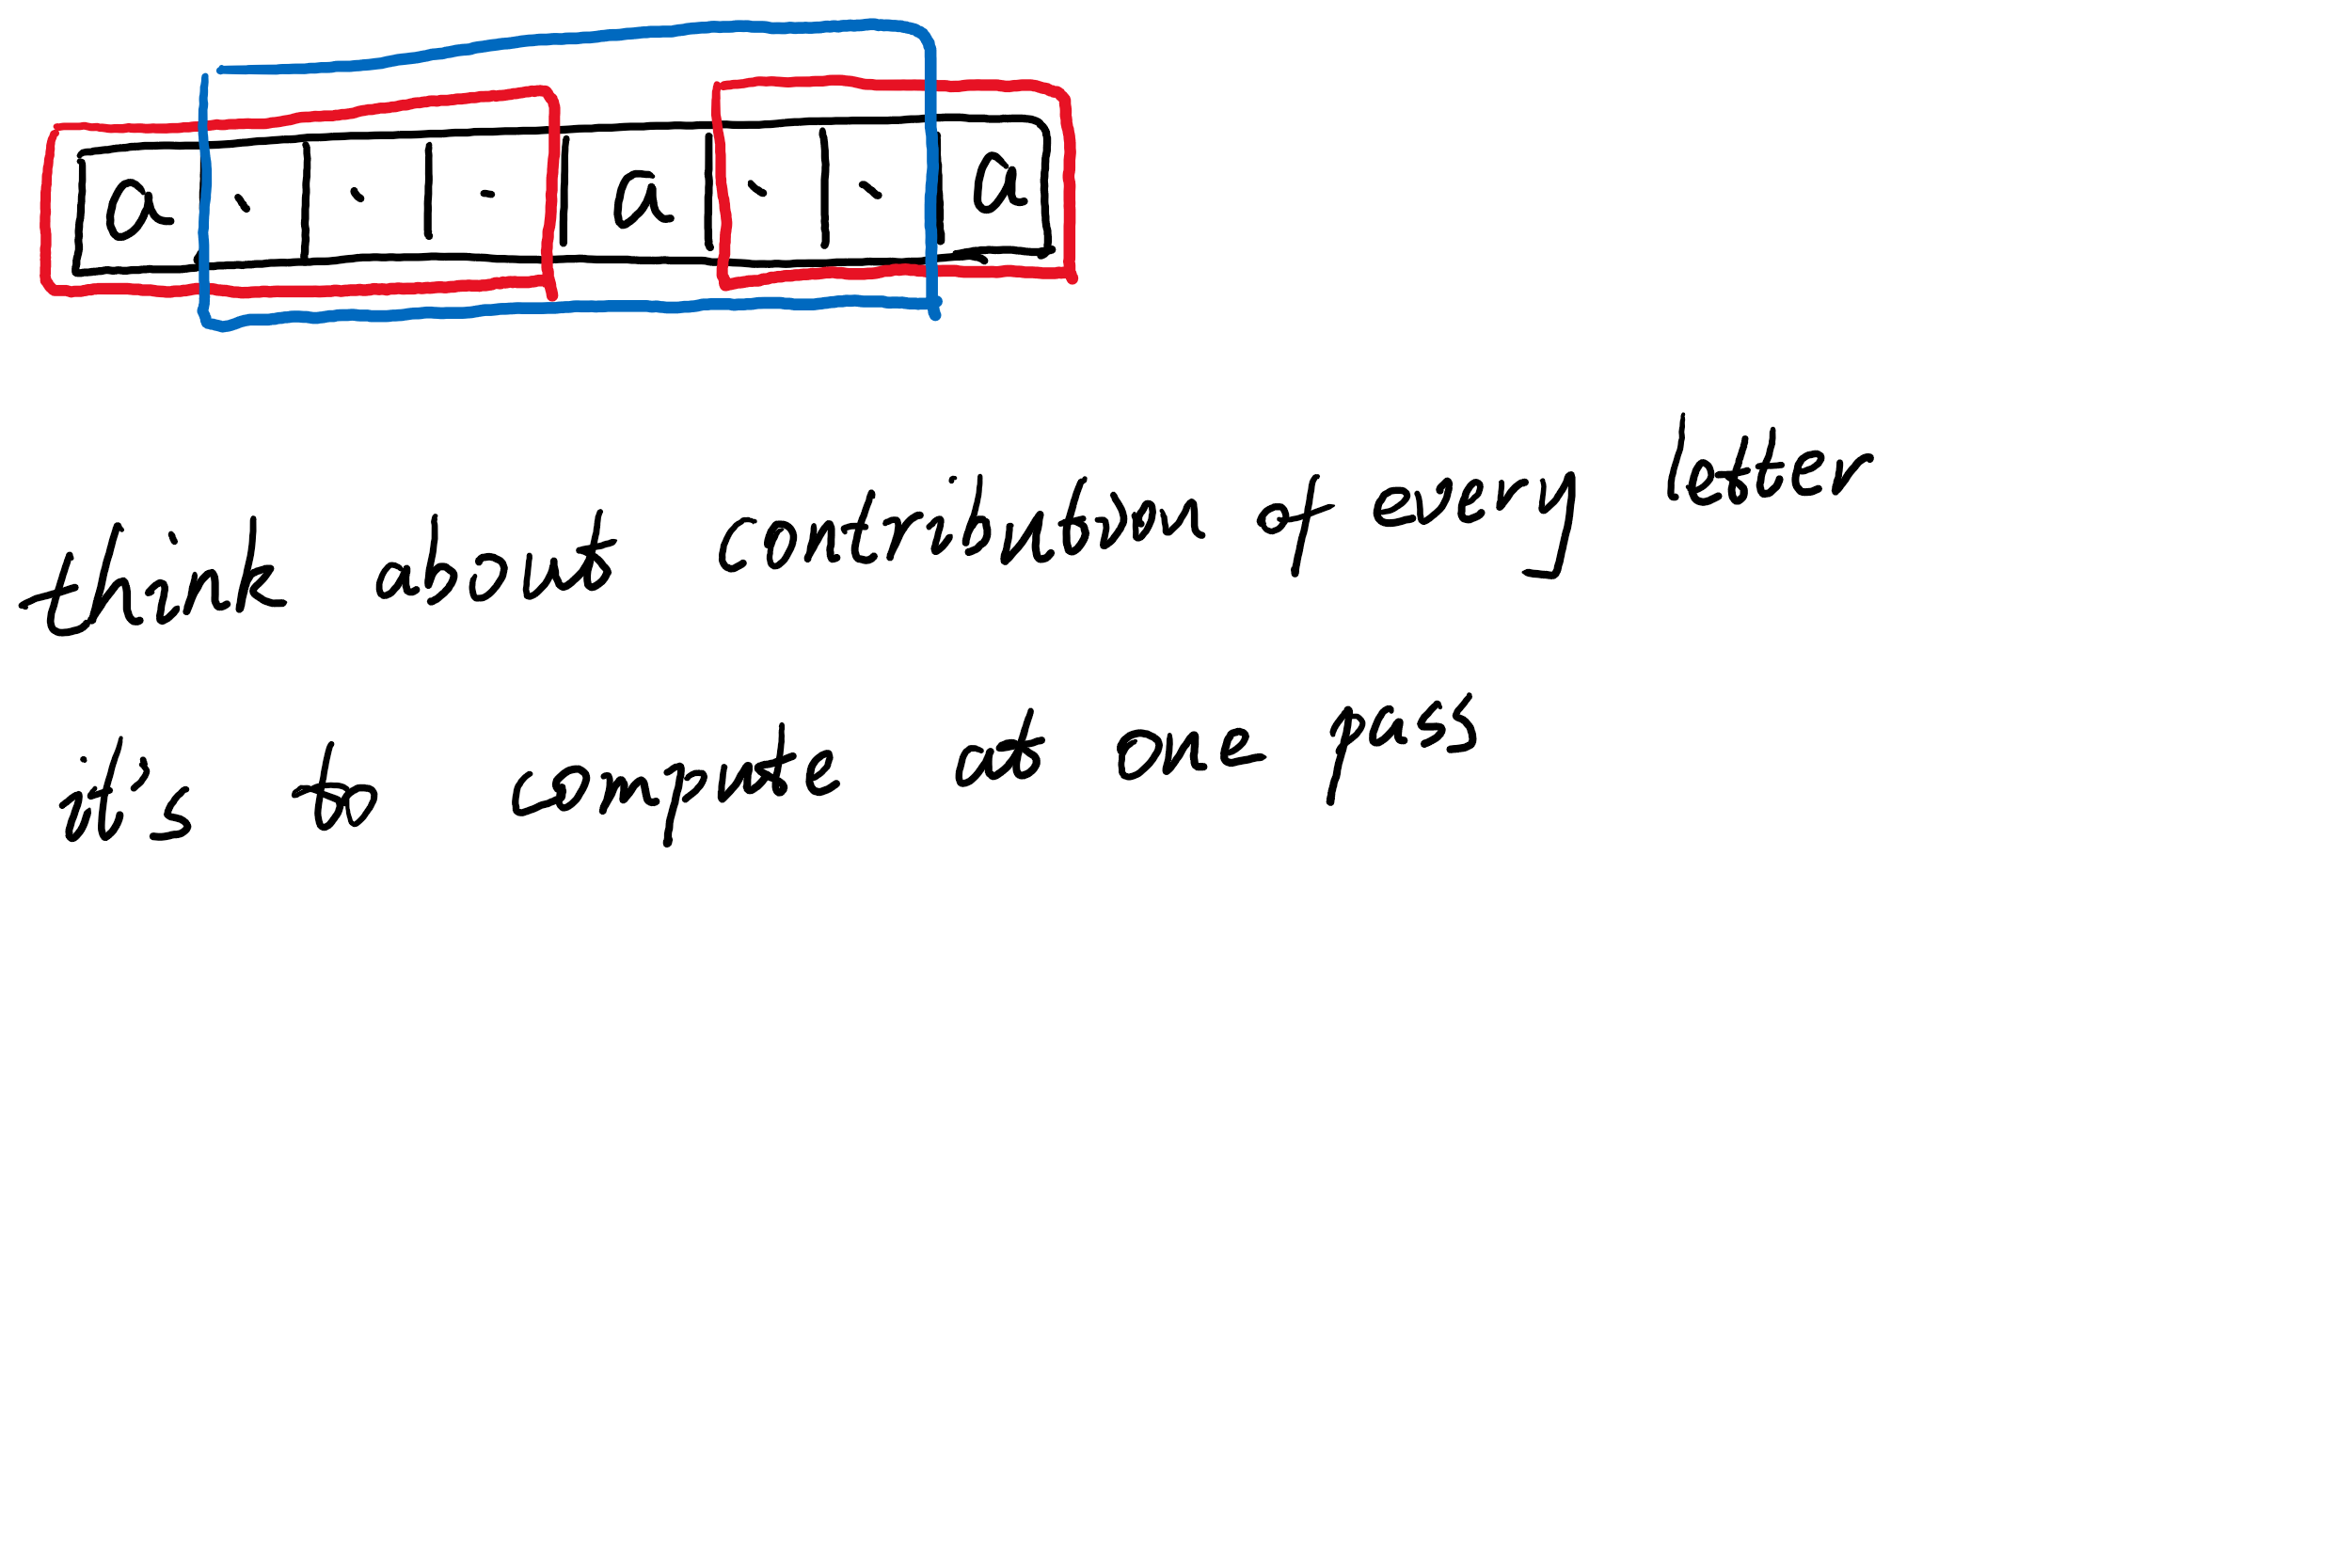 a . . . a . . a
think about contribution of every letter
it's to compute at one pass